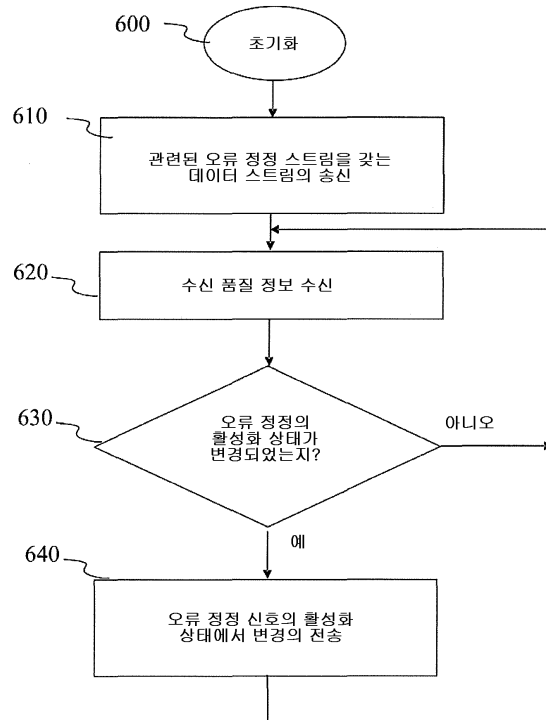 600
초기화
610
관련된 오류 정정 스트림을 갖는
데이터 스트림의 송신
620
수신 품질 정보 수신
630
오류 정정의
활성화 상태가
변경되었는지?
아니오
예
640
오류 정정 신호의 활성화
상태에서 변경의 전송